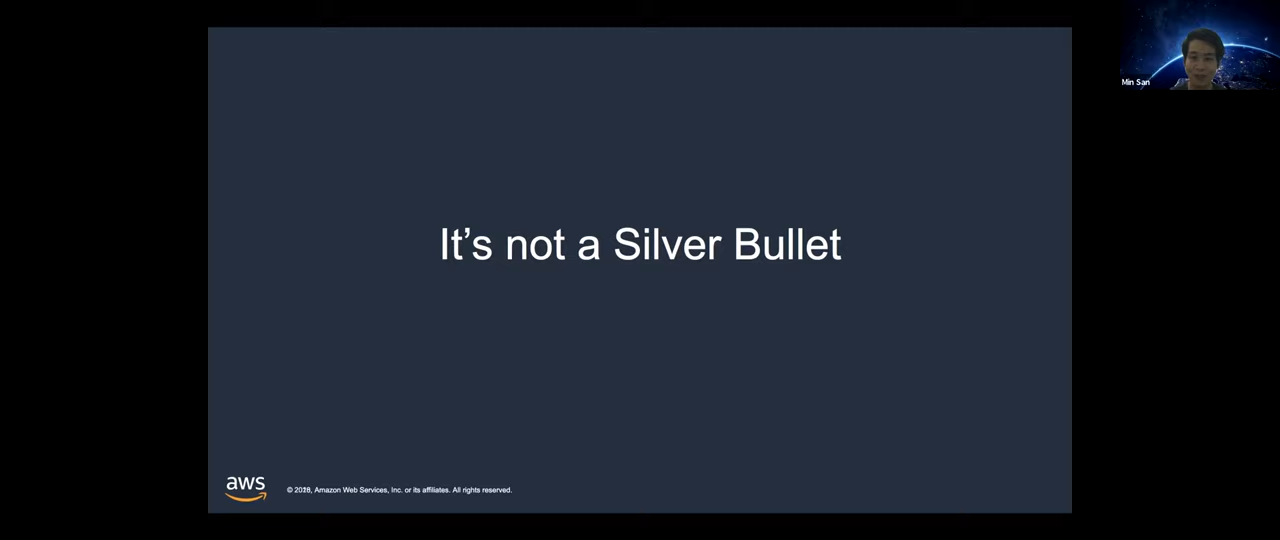 Min San
It's not a Silver Bullet
aws
© Amazon Web Services, Inc. or its affiliates. All rights reserved.